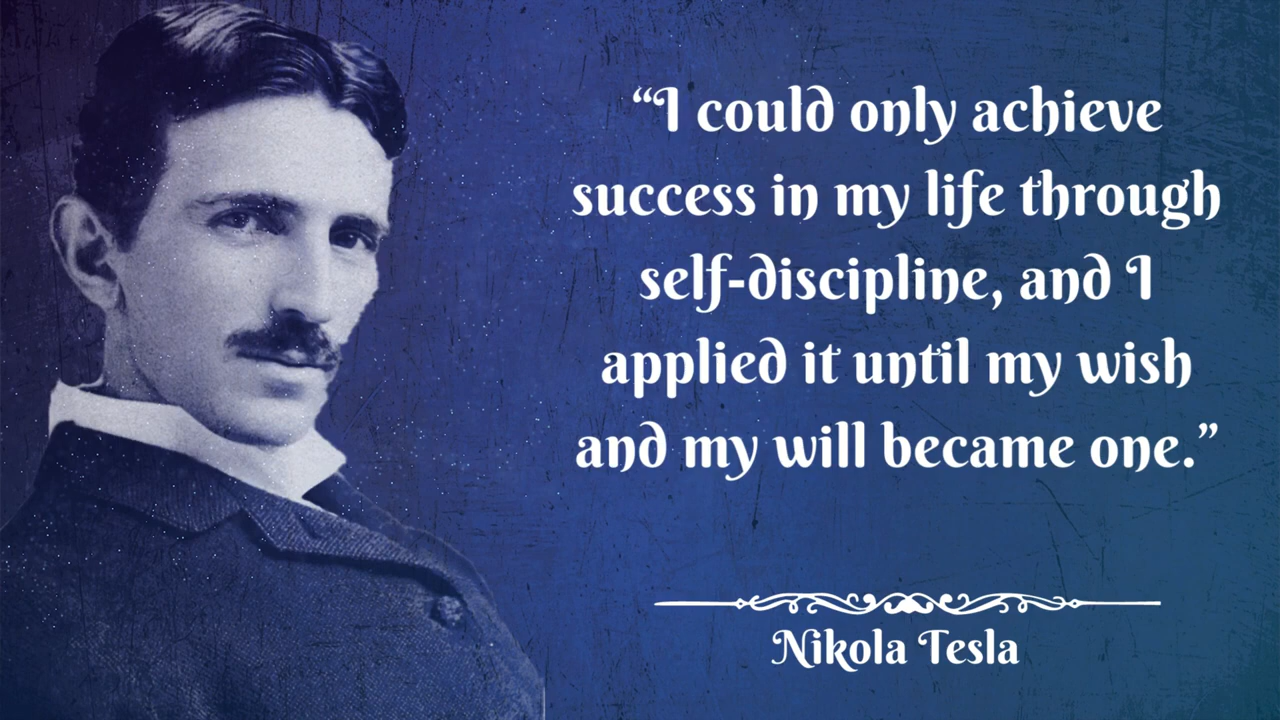 “I could only achieve
success in my life through
self-discipline, and I
applied it until my wish
and my will became one.”
Nikola Tesla